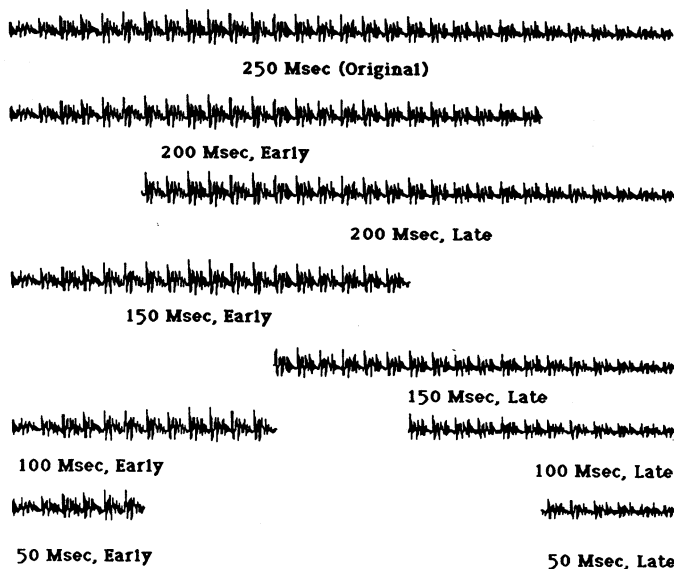 250 Msec (Original)
200 Msec, Early
200 Msec, Late
150 Msec, Early
150 Msec, Late
100 Msec, Early
100 Msec, Late
50 Msec, Early
50 Msec, Late